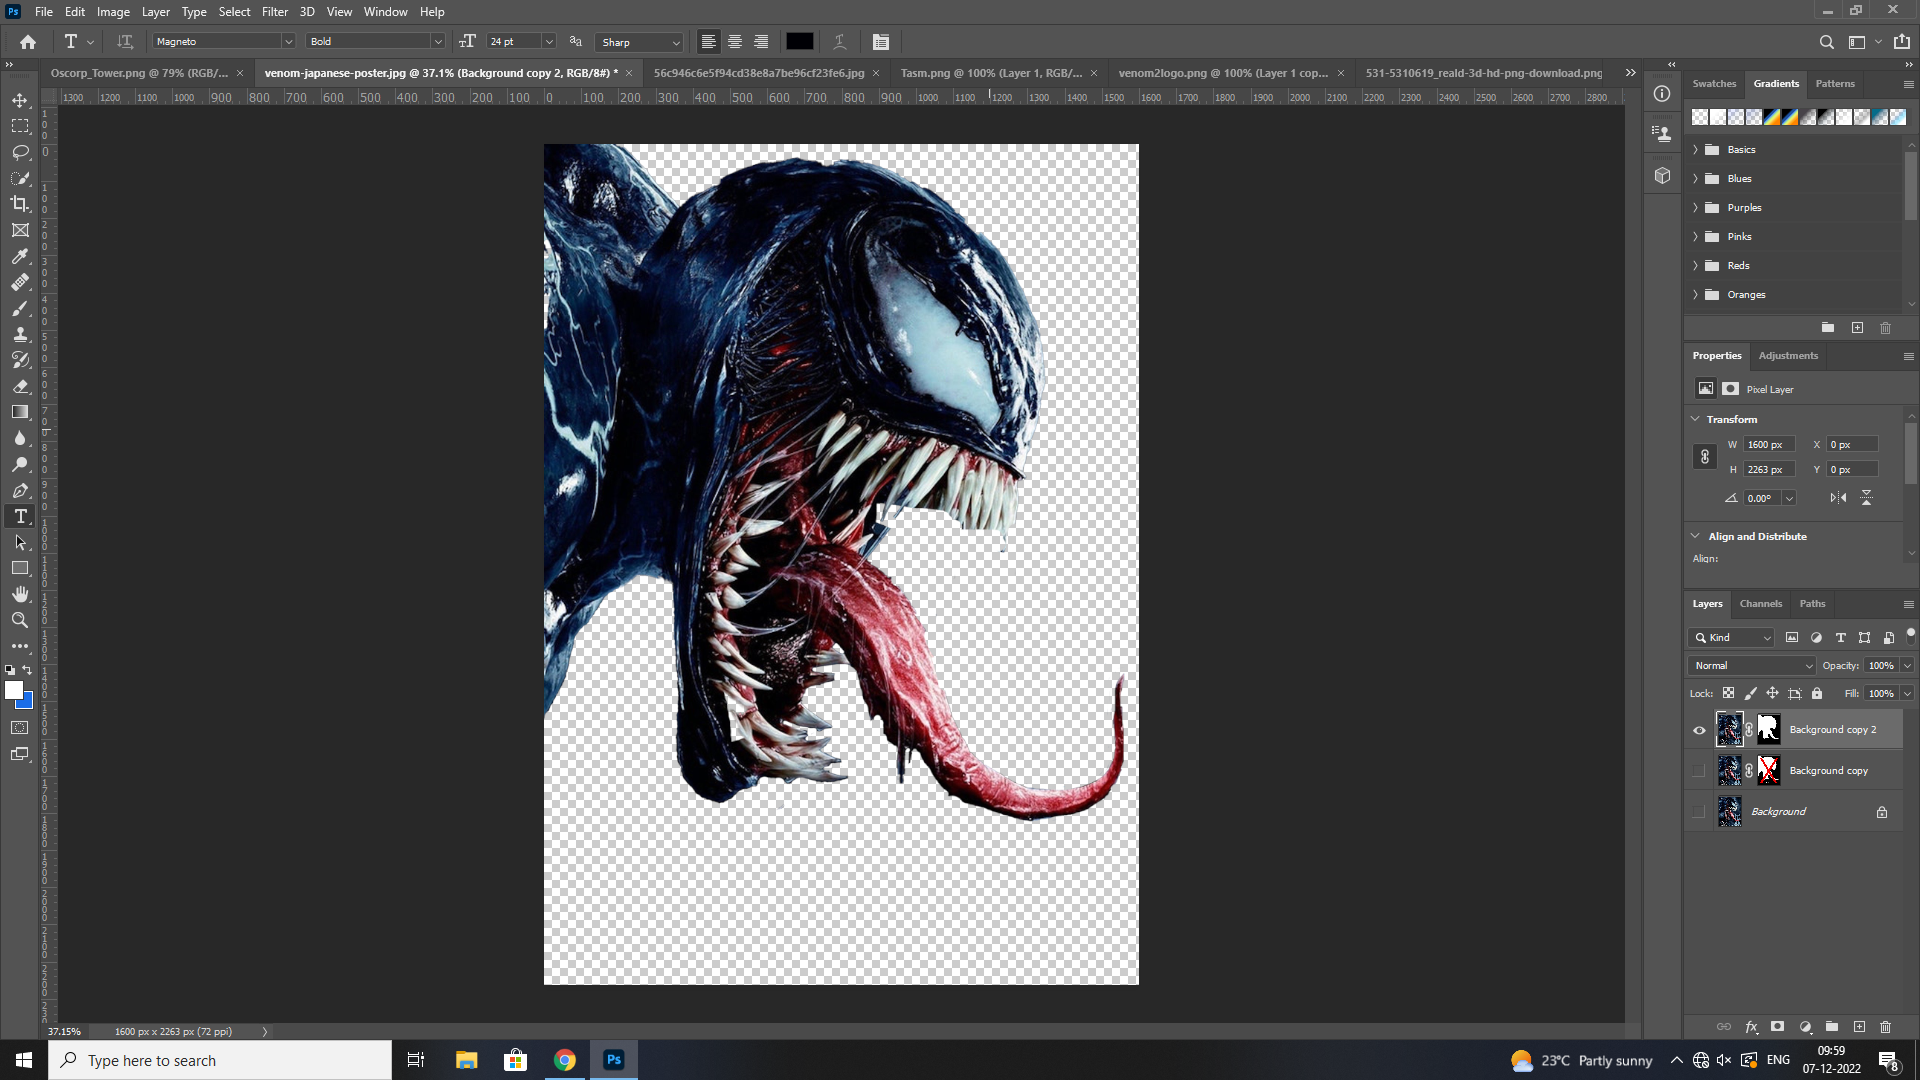 Ps File Edit Image Layer Type Select Filter 3D View Window Help
Magneto Bold 24 pt Sharp
Oscorp_Tower.png @ 79% (RGB/... × venom-japanese-poster.jpg @ 37.1% (Background copy 2, RGB/8#) * × 56c946c6e5f94cd38e8a7be96cf23fe6.jpg × Tasm.png @ 100% (Layer 1, RGB/... × venom2logo.png @ 100% (Layer 1 cop... × 531-5310619_reald-3d-hd-png-download.png
1300 1200 1100 1000 900 800 700 600 500 400 300 200 100 0 100 200 300 400 500 600 700 800 900 1000 1100 1200 1300 1400 1500 1600 1700 1800 1900 2000 2100 2200 2300 2400 2500 2600 2700 2800
Swatches Gradients Patterns
Basics
Blues
Purples
Pinks
Reds
Oranges
Properties Adjustments
Pixel Layer
Transform
W 1600 px X 0 px
H 2263 px Y 0 px
0.00°
Align and Distribute
Align:
Layers Channels Paths
Kind
Normal Opacity: 100%
Lock: Fill: 100%
Background copy 2
Background copy
Background
37.15% 1600 px x 2263 px (72 ppi)
Type here to search
Ps
23°C Partly sunny
ENG
09:59
07-12-2022
8